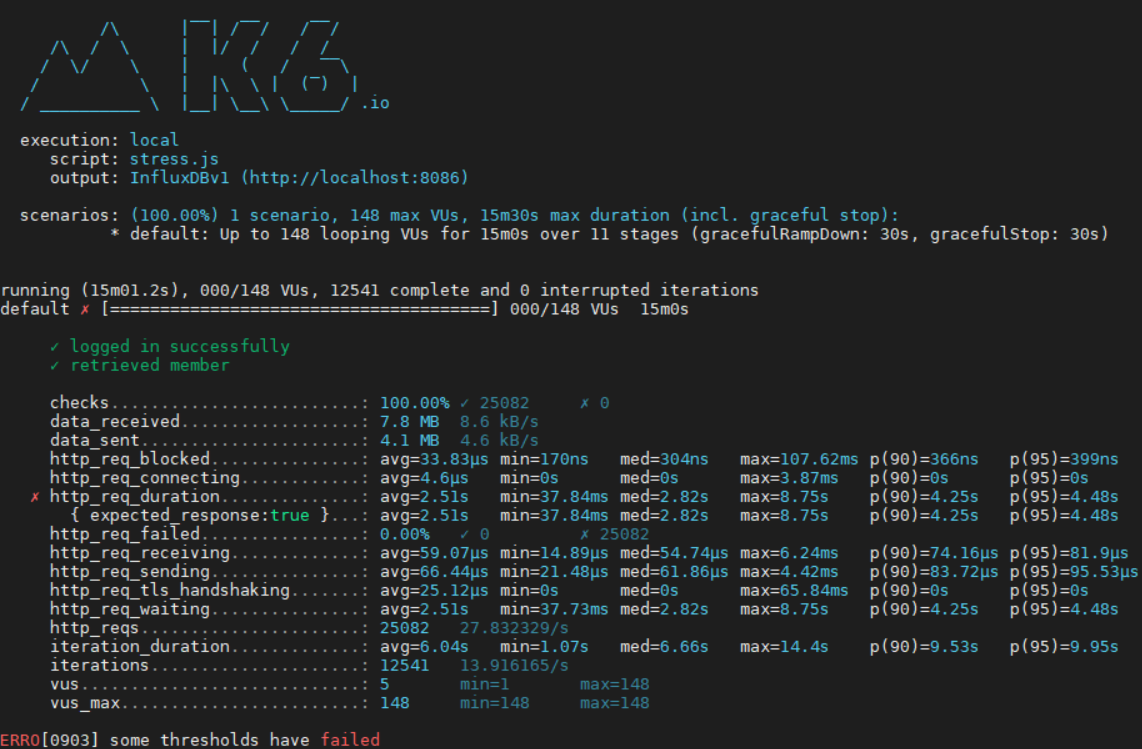 .io
execution: local
script: stress.js
output: InfluxDBv1 (http://localhost:8086)
scenarios: (100.00%) 1 scenario, 148 max VUs, 15m30s max duration (incl. graceful stop):
* default: Up to 148 looping VUs for 15m0s over 11 stages (gracefulRampDown: 30s, gracefulStop: 30s)
running (15m01.2s), 000/148 VUs, 12541 complete and 0 interrupted iterations
default ✗ [======================================] 000/148 VUs  15m0s
✓ logged in successfully
✓ retrieved member
checks.........................: 100.00% ✓ 25082     ✗ 0
data_received..................: 7.8 MB  8.6 kB/s
data_sent......................: 4.1 MB  4.6 kB/s
http_req_blocked...............: avg=33.83µs min=170ns   med=304ns   max=107.62ms p(90)=366ns   p(95)=399ns
http_req_connecting............: avg=4.6µs   min=0s      med=0s      max=3.87ms   p(90)=0s      p(95)=0s
✗ http_req_duration..............: avg=2.51s   min=37.84ms med=2.82s   max=8.75s    p(90)=4.25s   p(95)=4.48s
{ expected_response:true }...: avg=2.51s   min=37.84ms med=2.82s   max=8.75s    p(90)=4.25s   p(95)=4.48s
http_req_failed................: 0.00%   ✓ 0         ✗ 25082
http_req_receiving.............: avg=59.07µs min=14.89µs med=54.74µs max=6.24ms   p(90)=74.16µs p(95)=81.9µs
http_req_sending...............: avg=66.44µs min=21.48µs med=61.86µs max=4.42ms   p(90)=83.72µs p(95)=95.53µs
http_req_tls_handshaking.......: avg=25.12µs min=0s      med=0s      max=65.84ms  p(90)=0s      p(95)=0s
http_req_waiting...............: avg=2.51s   min=37.73ms med=2.82s   max=8.75s    p(90)=4.25s   p(95)=4.48s
http_reqs......................: 25082   27.832329/s
iteration_duration.............: avg=6.04s   min=1.07s   med=6.66s   max=14.4s    p(90)=9.53s   p(95)=9.95s
iterations.....................: 12541   13.916165/s
vus............................: 5       min=1       max=148
vus_max........................: 148     min=148     max=148
ERRO[0903] some thresholds have failed